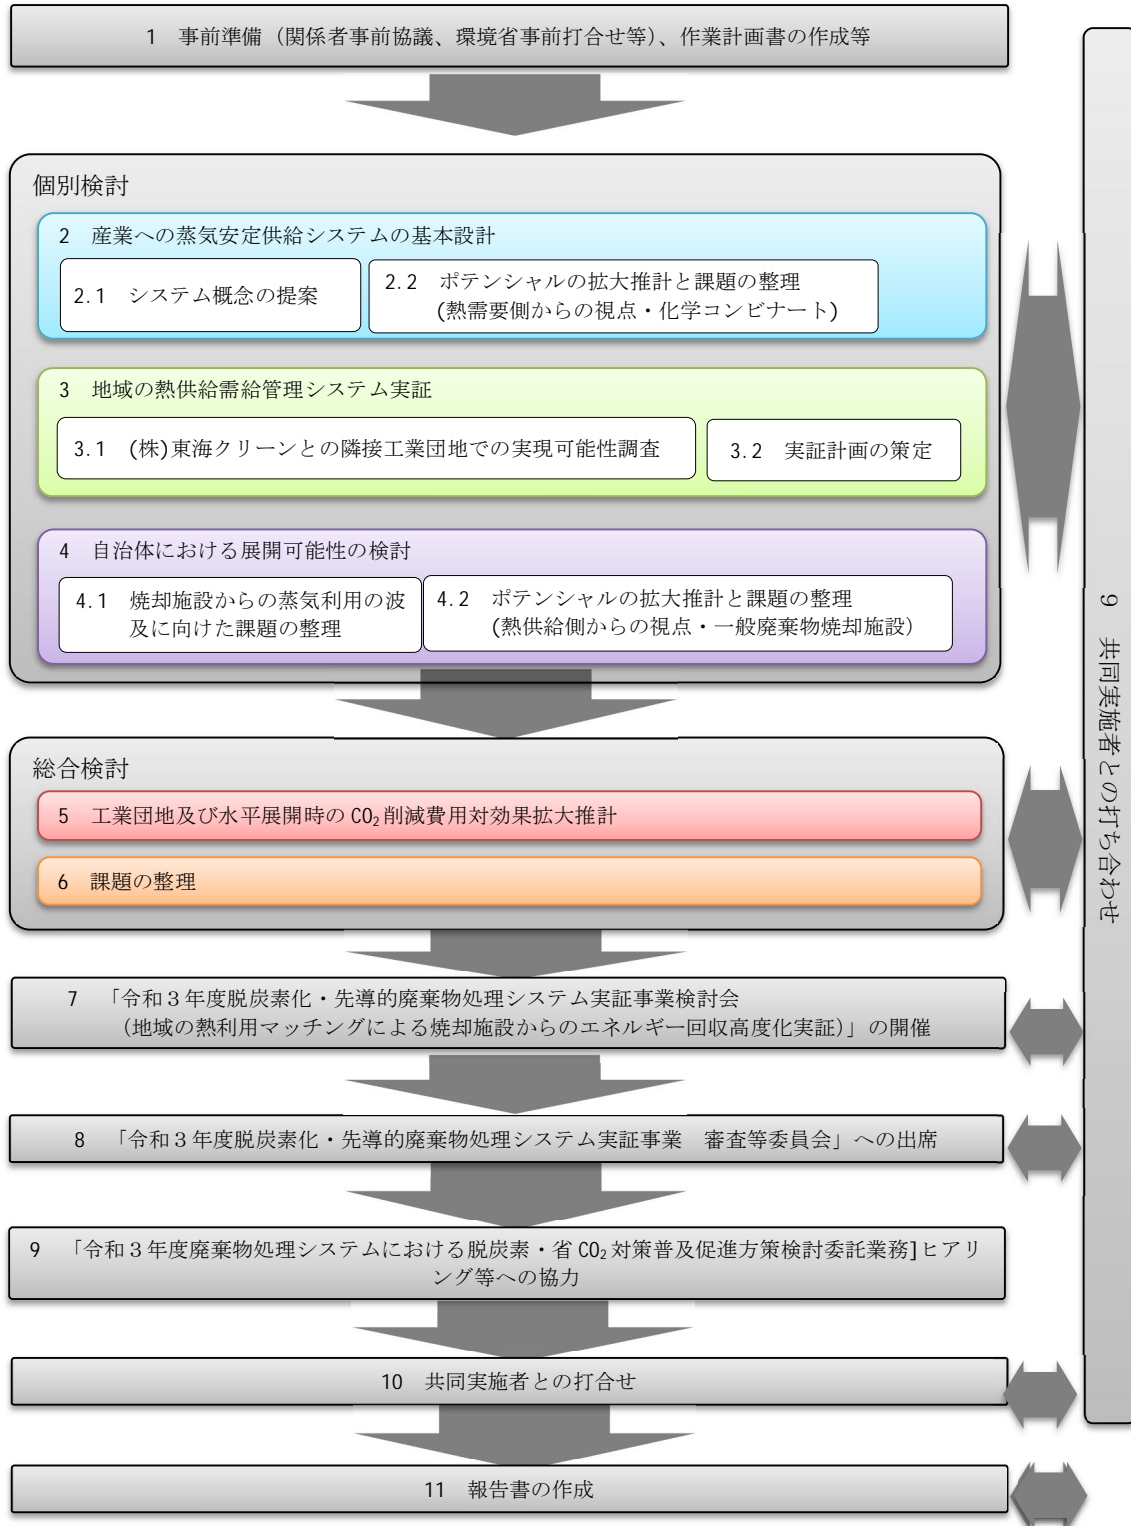 1 事前準備（関係者事前協議、環境省事前打合せ等）、作業計画書の作成等
個別検討
2 産業への蒸気安定供給システムの基本設計
2.1 システム概念の提案
2.2 ポテンシャルの拡大推計と課題の整理
(熱需要側からの視点・化学コンビナート)
3 地域の熱供給需給管理システム実証
3.1 (株)東海クリーンとの隣接工業団地での実現可能性調査
3.2 実証計画の策定
4 自治体における展開可能性の検討
4.1 焼却施設からの蒸気利用の波
及に向けた課題の整理
4.2 ポテンシャルの拡大推計と課題の整理
(熱供給側からの視点・一般廃棄物焼却施設）
総合検討
5 工業団地及び水平展開時の CO₂削減費用対効果拡大推計
6 課題の整理
7 「令和３年度脱炭素化・先導的廃棄物処理システム実証事業検討会
（地域の熱利用マッチングによる焼却施設からのエネルギー回収高度化実証）」の開催
8 「令和３年度脱炭素化・先導的廃棄物処理システム実証事業　審査等委員会」への出席
9 「令和３年度廃棄物処理システムにおける脱炭素・省 CO₂対策普及促進方策検討委託業務]ヒアリ
ング等への協力
10 共同実施者との打合せ
11 報告書の作成
9 共同実施者との打ち合わせ